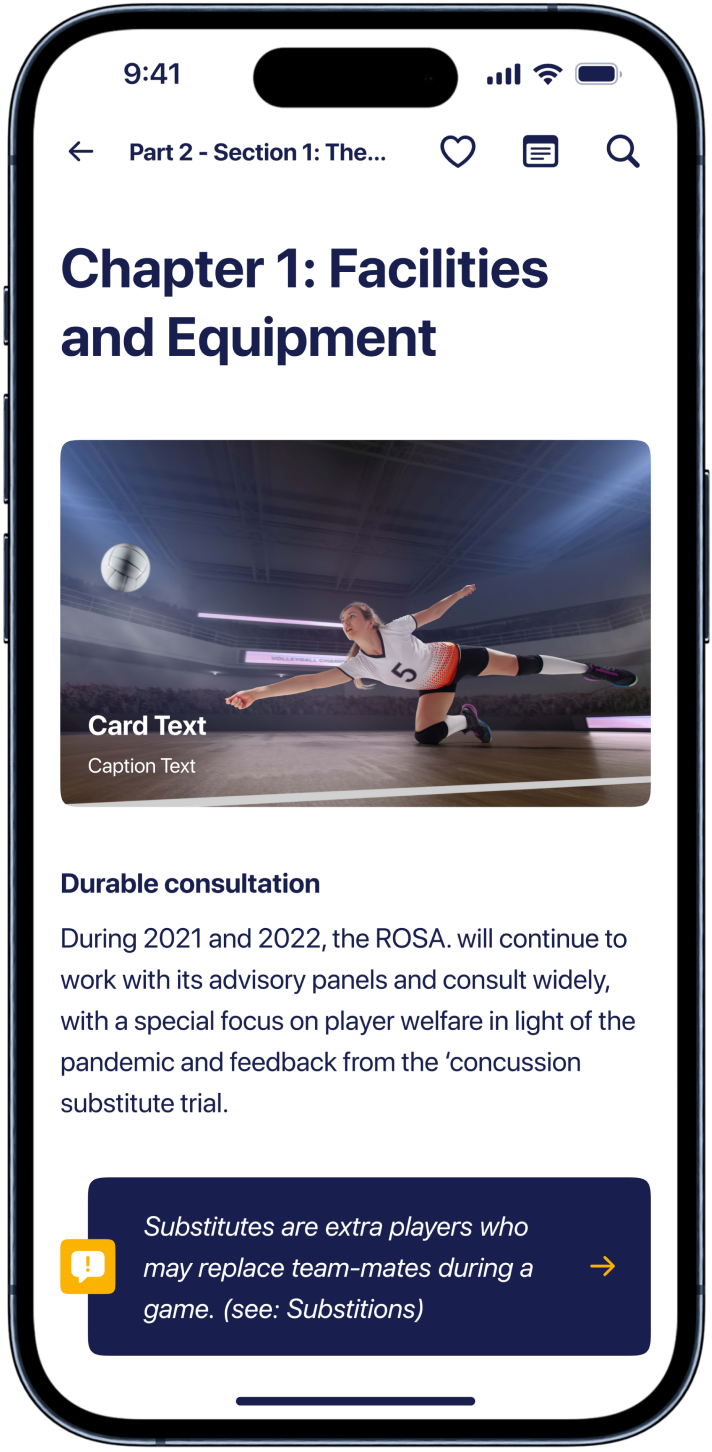 9:41
Part 2 - Section 1: The...
Chapter 1: Facilities
and Equipment
VOLLEYBALL CHA
5
Card Text
Caption Text
Durable consultation
During 2021 and 2022, the ROSA. will continue to
work with its advisory panels and consult widely,
with a special focus on player welfare in light of the
pandemic and feedback from the ‘concussion
substitute trial.
Substitutes are extra players who
may replace team-mates during a
game. (see: Substitions)